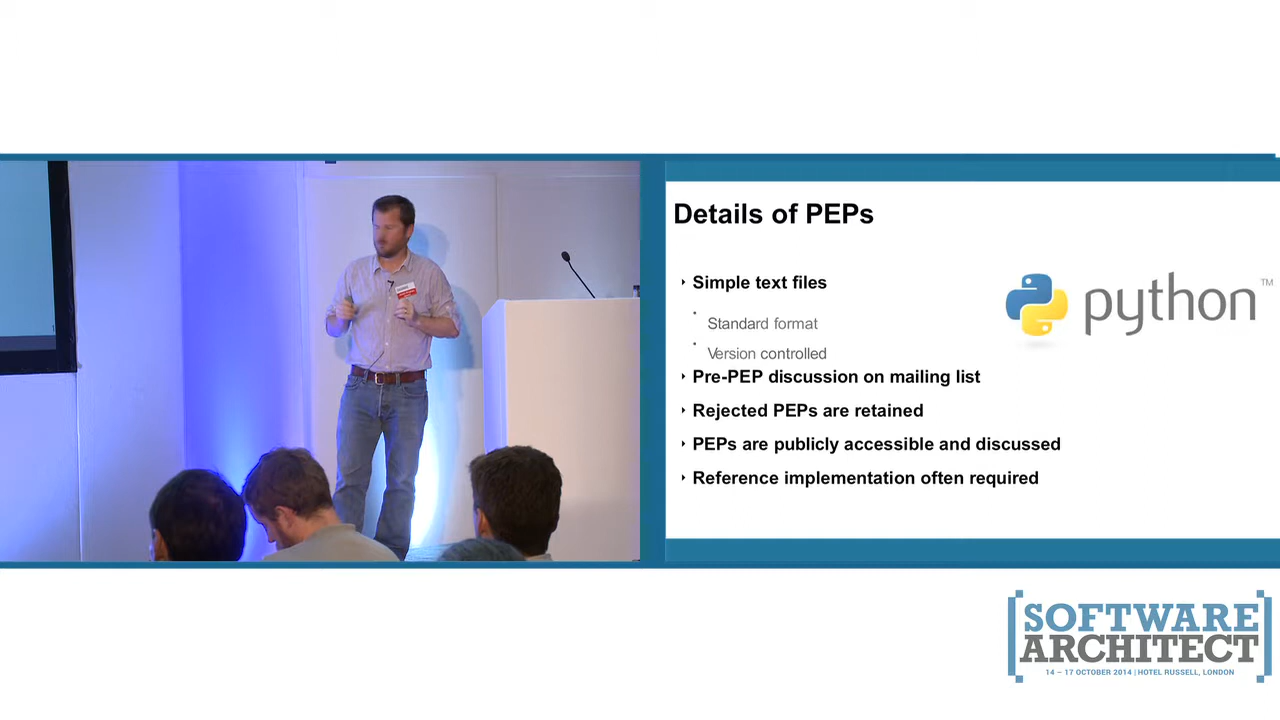 Details of PEPs
Simple text files
Standard format
Version controlled
Pre-PEP discussion on mailing list
Rejected PEPs are retained
PEPs are publicly accessible and discussed
Reference implementation often required
python™
[SOFTWARE
ARCHITECT]
14 – 17 OCTOBER 2014 | HOTEL RUSSELL, LONDON